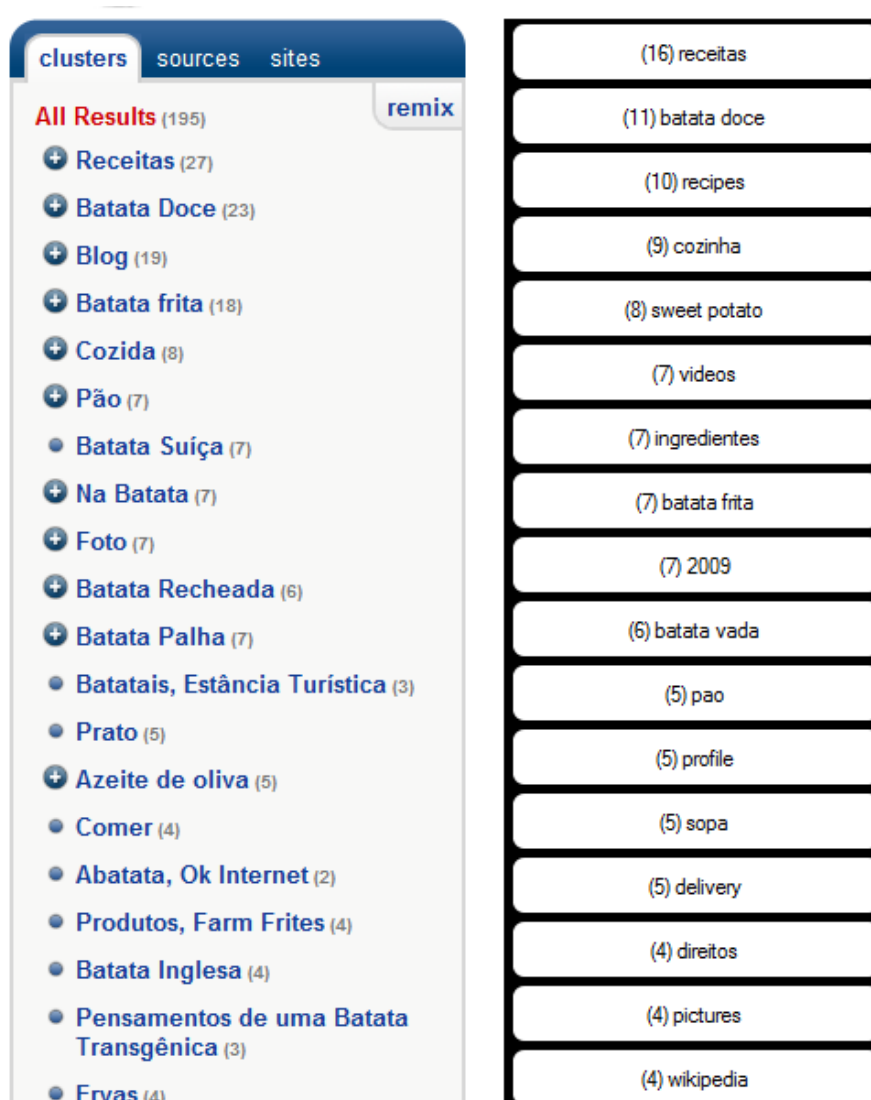 clusters sources sites
remix
All Results (195)
Receitas (27)
Batata Doce (23)
Blog (19)
Batata frita (18)
Cozida (8)
Pão (7)
Batata Suíça (7)
Na Batata (7)
Foto (7)
Batata Recheada (6)
Batata Palha (7)
Batatais, Estância Turística (3)
Prato (5)
Azeite de oliva (5)
Comer (4)
Abatata, Ok Internet (2)
Produtos, Farm Frites (4)
Batata Inglesa (4)
Pensamentos de uma Batata
Transgênica (3)
Ervas (4)
(16) receitas
(11) batata doce
(10) recipes
(9) cozinha
(8) sweet potato
(7) videos
(7) ingredientes
(7) batata frita
(7) 2009
(6) batata vada
(5) pao
(5) profile
(5) sopa
(5) delivery
(4) direitos
(4) pictures
(4) wikipedia